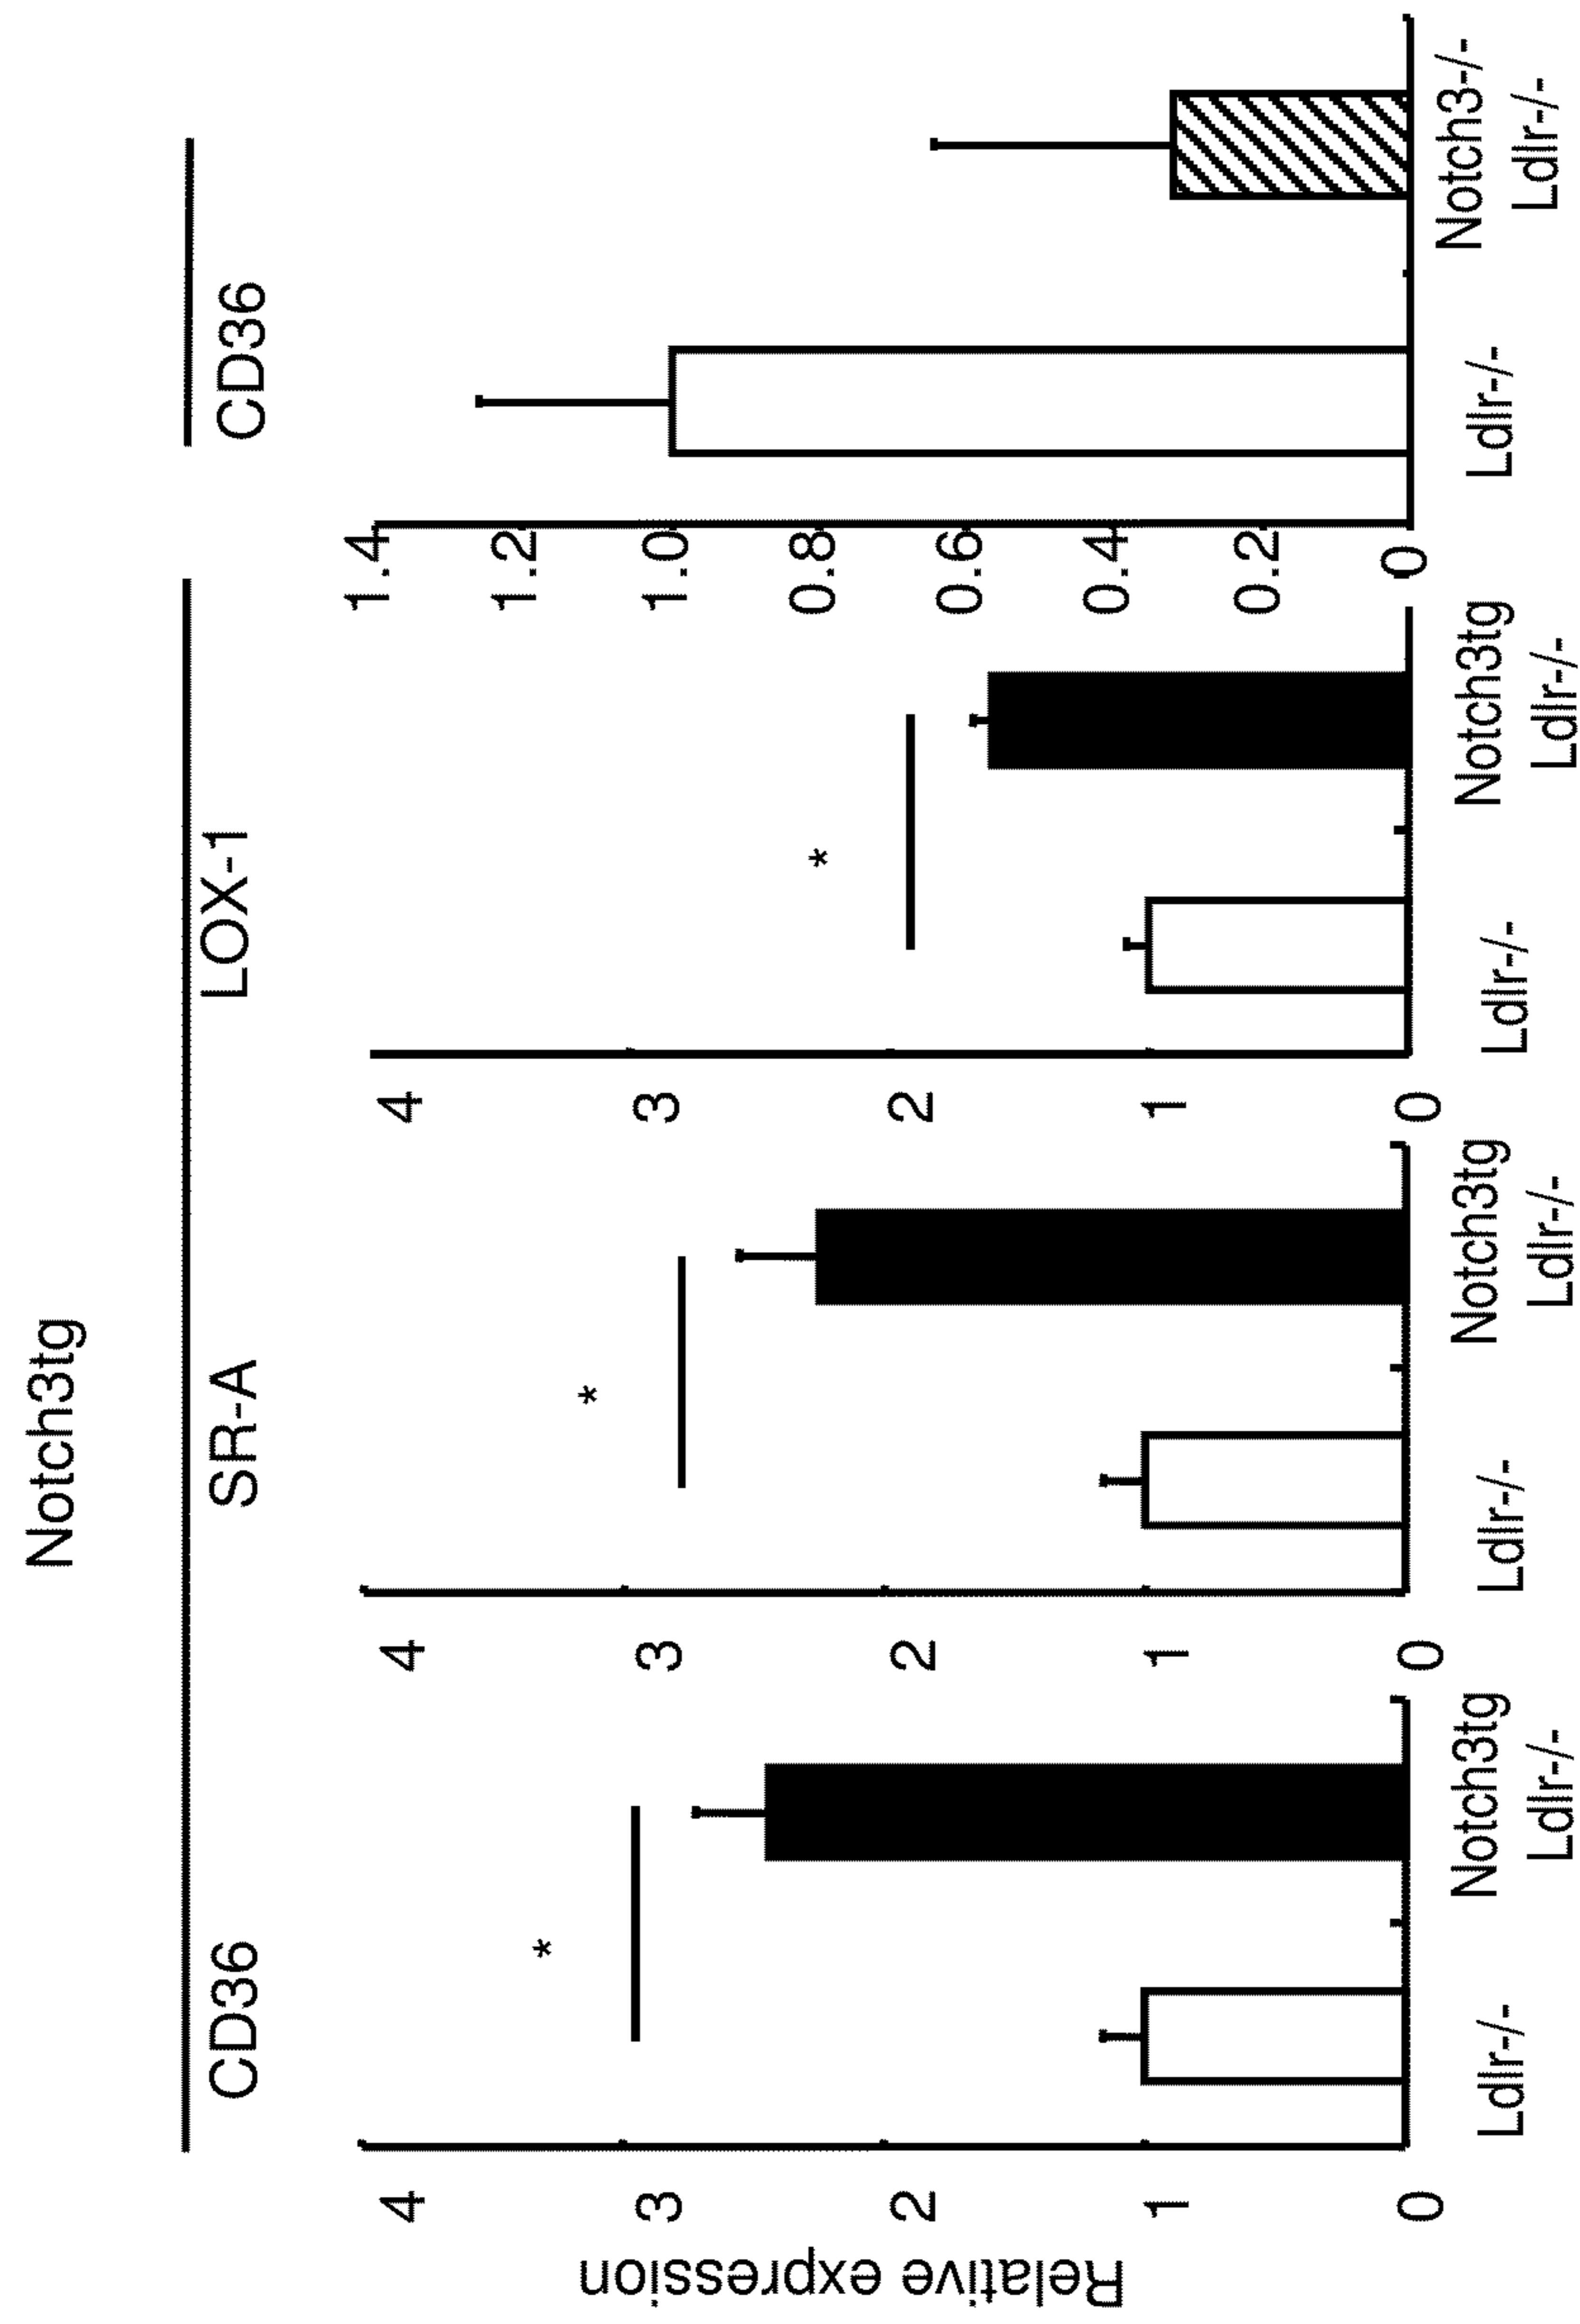 Notch3tg
CD36
SR-A
LOX-1
CD36
Relative expression
4
3
2
1
0
*
Ldlr-/-
Notch3tg
Ldlr-/-
4
3
2
1
0
*
Ldlr-/-
Notch3tg
Ldlr-/-
4
3
2
1
0
*
Ldlr-/-
Notch3tg
Ldlr-/-
1.4
1.2
1.0
0.8
0.6
0.4
0.2
0
Ldlr-/-
Notch3-/-
Ldlr-/-